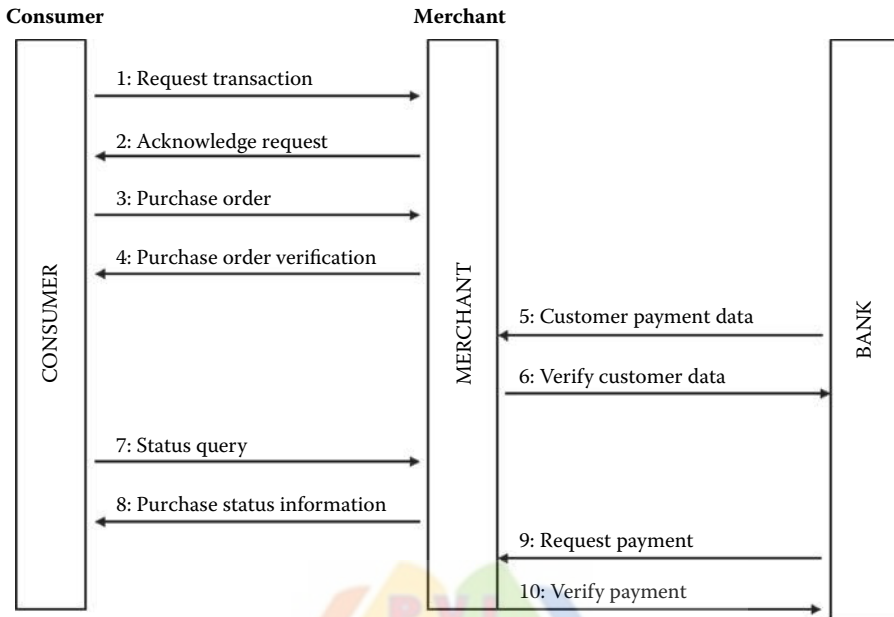 Consumer
Merchant
1: Request transaction
2: Acknowledge request
3: Purchase order
4: Purchase order verification
CONSUMER
MERCHANT
BANK
5: Customer payment data
6: Verify customer data
7: Status query
8: Purchase status information
9: Request payment
10: Verify payment